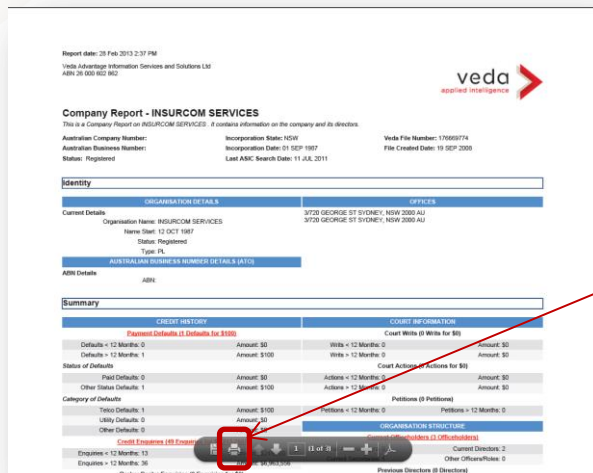 Report date: 28 Feb 2013 2:37 PM
Veda Advantage Information Services and Solutions Ltd
ABN 26 000 602 862
veda
applied intelligence
Company Report - INSURCOM SERVICES
This is a Company Report on INSURCOM SERVICES. It contains information on the company and its directors.
Australian Company Number: Incorporation State: NSW Veda File Number: 176669774
Australian Business Number: Incorporation Date: 01 SEP 1987 File Created Date: 19 SEP 2008
Status: Registered Last ASIC Search Date: 11 JUL 2011
Identity
ORGANISATION DETAILS OFFICES
Current Details 3/720 GEORGE ST SYDNEY, NSW 2000 AU
Organisation Name: INSURCOM SERVICES 3/720 GEORGE ST SYDNEY, NSW 2000 AU
Name Start: 12 OCT 1987
Status: Registered
Type: PL
AUSTRALIAN BUSINESS NUMBER DETAILS (ATO)
ABN Details
ABN:
Summary
CREDIT HISTORY COURT INFORMATION
Payment Defaults (1 Defaults for $100) Court Writs (0 Writs for $0)
Defaults < 12 Months: 0 Amount: $0 Writs < 12 Months: 0 Amount: $0
Defaults > 12 Months: 1 Amount: $100 Writs > 12 Months: 0 Amount: $0
Status of Defaults Court Actions (0 Actions for $0)
Paid Defaults: 0 Amount: $0 Actions < 12 Months: 0 Amount: $0
Other Status Defaults: 1 Amount: $100 Actions > 12 Months: 0 Amount: $0
Category of Defaults Petitions (0 Petitions)
Telco Defaults: 1 Amount: $100 Petitions < 12 Months: 0 Petitions > 12 Months: 0
Utility Defaults: 0 Amount: $0
Other Defaults: 0 Amount: $0 ORGANISATION STRUCTURE
Credit Enquiries (49 Enquiries 1 (1 of 3) Officeholders (3 Officeholders)
Enquiries < 12 Months: 13 Current Directors: 2
Enquiries > 12 Months: 36 Other Officers/Roles: 0
Previous Directors (0 Directors)